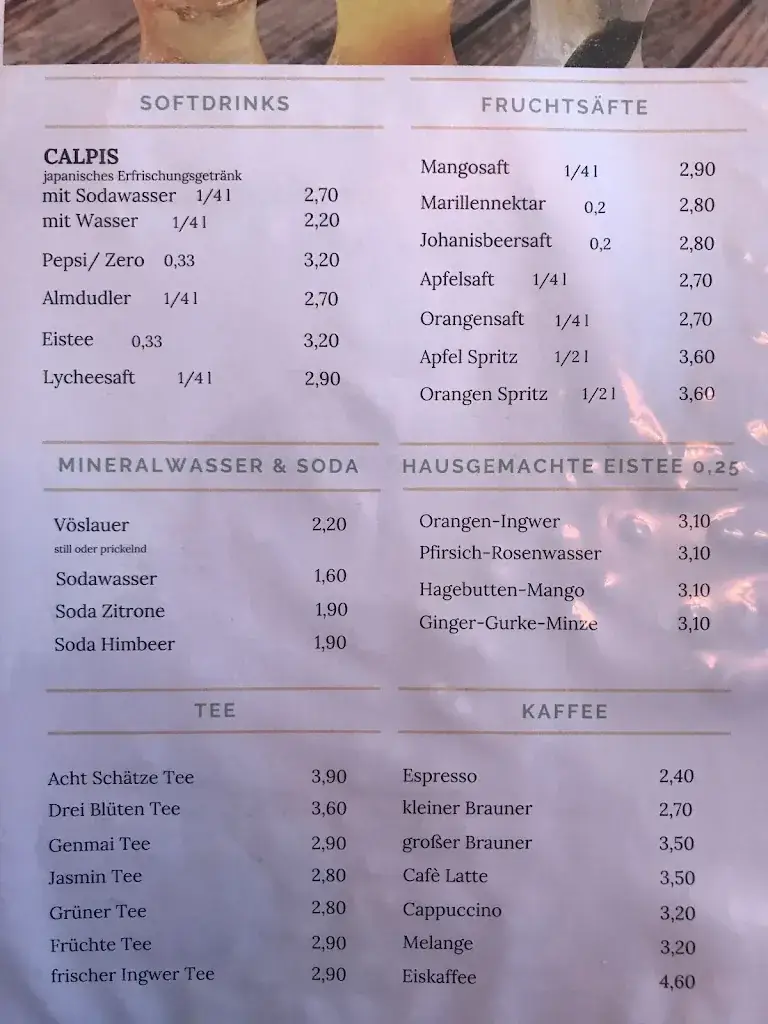 SOFTDRINKS
CALPIS
japanisches Erfrischungsgetränk
mit Sodawasser 1/4 l 2,70
mit Wasser 1/4 l 2,20
Pepsi/ Zero 0,33 3,20
Almdudler 1/4 l 2,70
Eistee 0,33 3,20
Lycheesaft 1/4 l 2,90
FRUCHTSÄFTE
Mangosaft 1/4 l 2,90
Marillennektar 0,2 2,80
Johanisbeersaft 0,2 2,80
Apfelsaft 1/4 l 2,70
Orangensaft 1/4 l 2,70
Apfel Spritz 1/2 l 3,60
Orangen Spritz 1/2 l 3,60
MINERALWASSER & SODA
Vöslauer 2,20
still oder prickelnd
Sodawasser 1,60
Soda Zitrone 1,90
Soda Himbeer 1,90
HAUSGEMACHTE EISTEE 0,25
Orangen-Ingwer 3,10
Pfirsich-Rosenwasser 3,10
Hagebutten-Mango 3,10
Ginger-Gurke-Minze 3,10
TEE
Acht Schätze Tee 3,90
Drei Blüten Tee 3,60
Genmai Tee 2,90
Jasmin Tee 2,80
Grüner Tee 2,80
Früchte Tee 2,90
frischer Ingwer Tee 2,90
KAFFEE
Espresso 2,40
kleiner Brauner 2,70
großer Brauner 3,50
Cafè Latte 3,50
Cappuccino 3,20
Melange 3,20
Eiskaffee 4,60